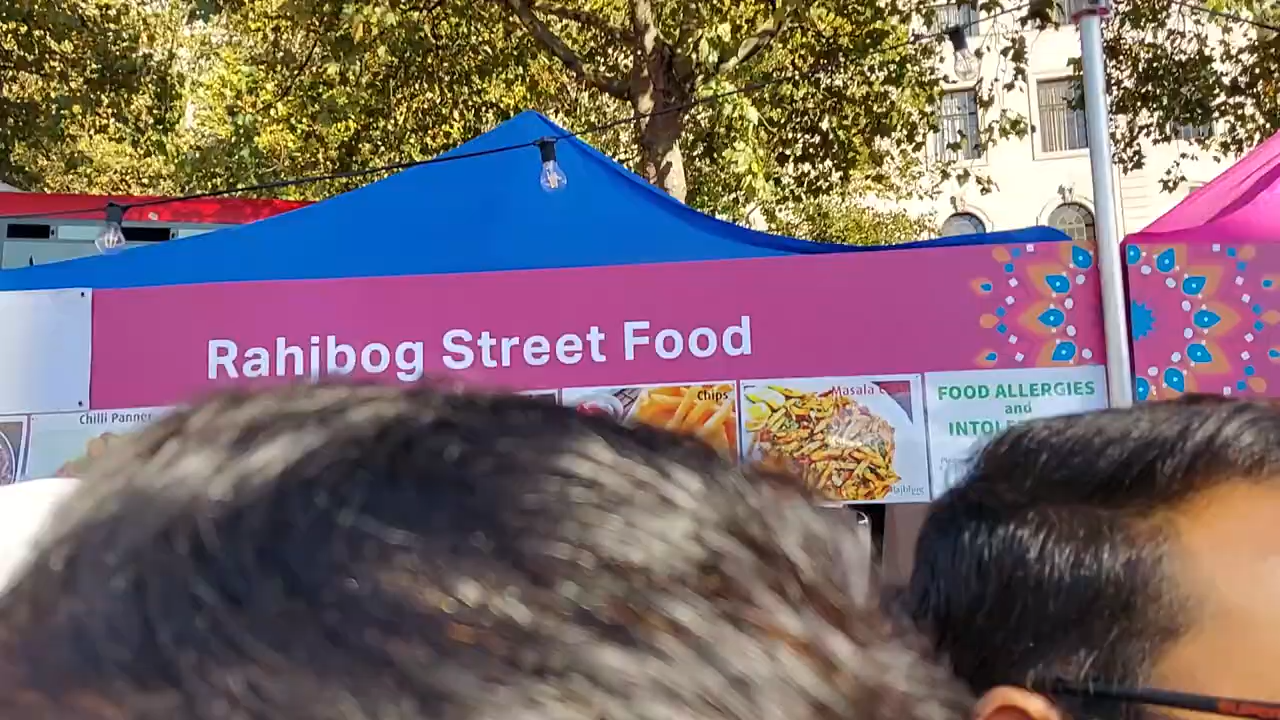 Rahjbog Street Food
Chilli Panner
Chips
Masala
FOOD ALLERGIES
and